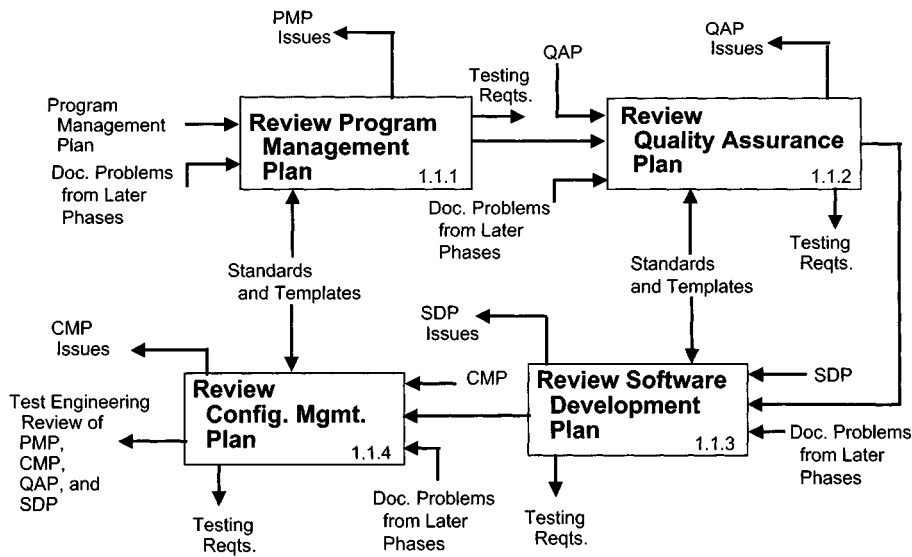 PMP
Issues
QAP
Issues
QAP
Testing
Reqts.
Program
Management
Plan
Review Program
Management
Plan
1.1.1
Review
Quality Assurance
Plan
1.1.2
Doc. Problems
from Later
Phases
Doc. Problems
from Later
Phases
Testing
Reqts.
Standards
and Templates
Standards
and Templates
CMP
Issues
SDP
Issues
Review
Config. Mgmt.
Plan
1.1.4
CMP
Review Software
Development
Plan
1.1.3
SDP
Test Engineering
Review of
PMP,
CMP,
QAP, and
SDP
Doc. Problems
from Later
Phases
Doc. Problems
from Later
Phases
Testing
Reqts.
Testing
Reqts.